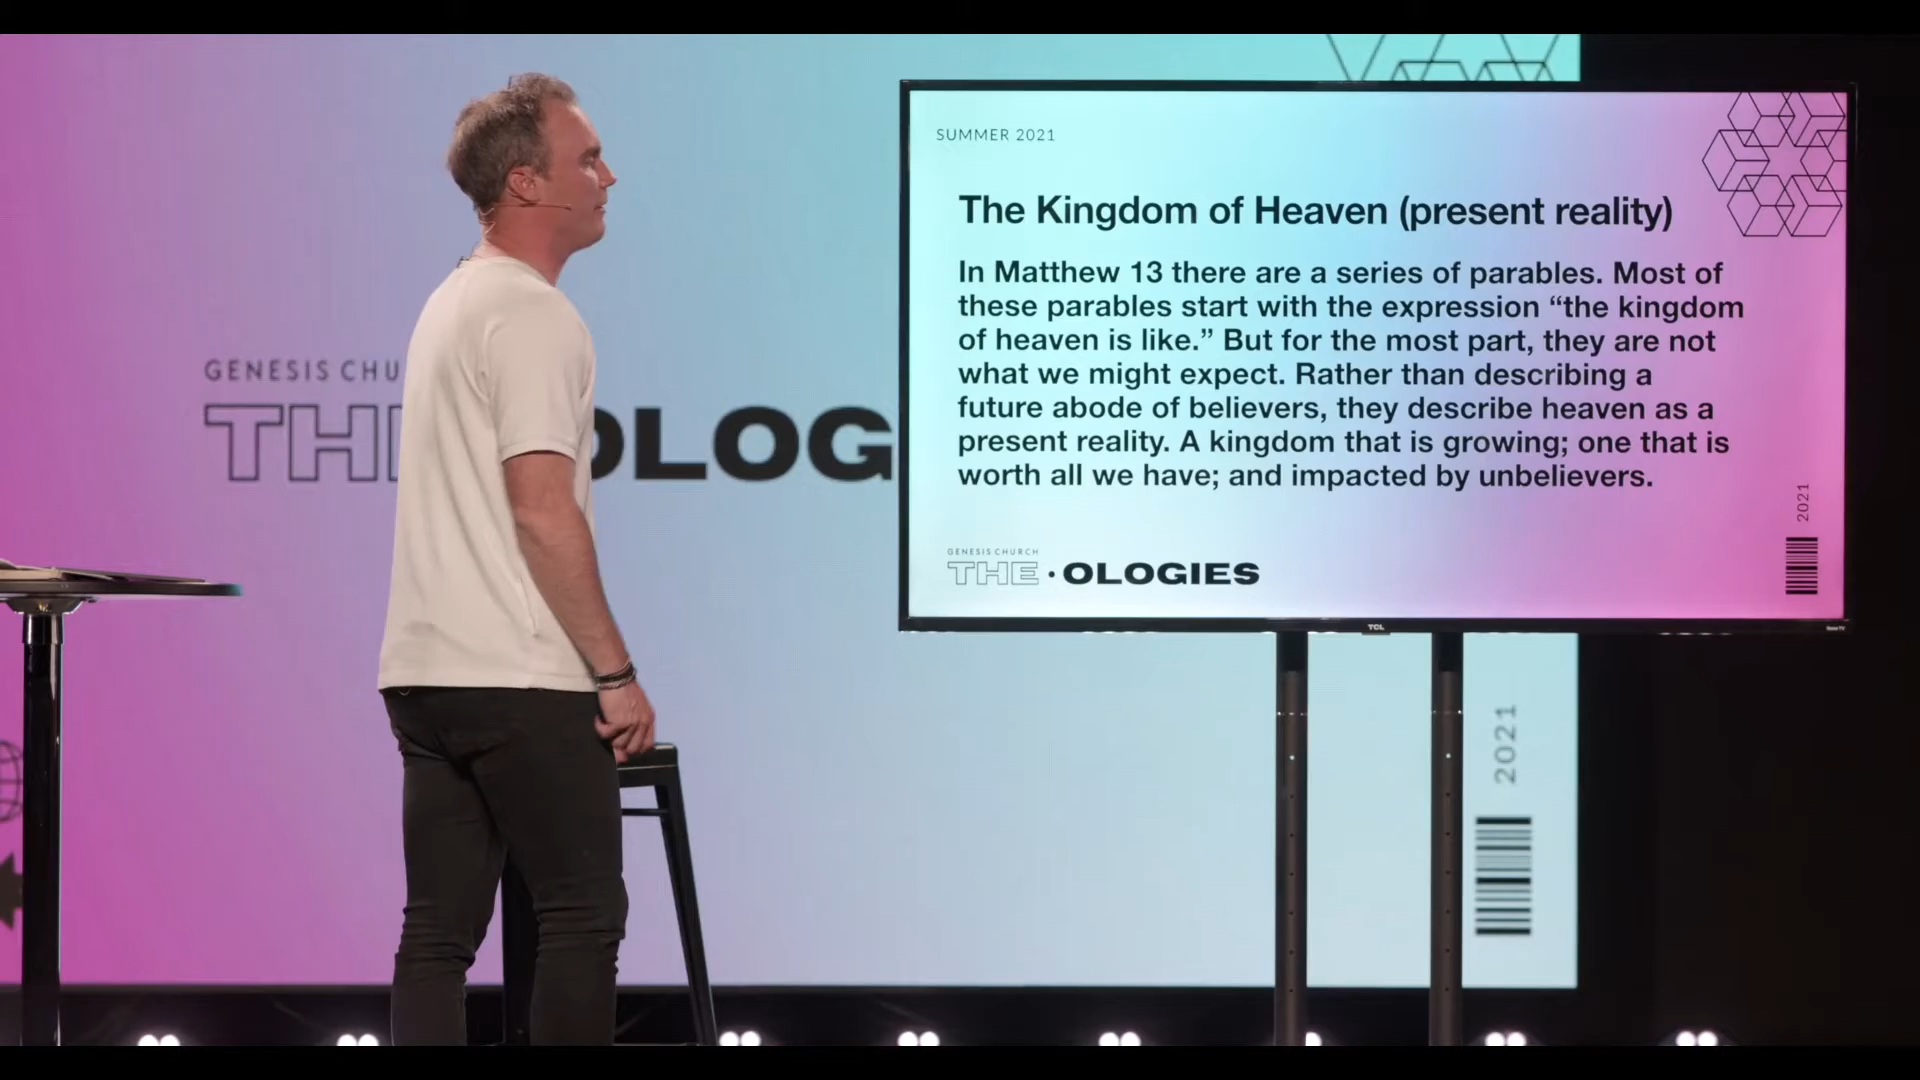 SUMMER 2021
The Kingdom of Heaven (present reality)
In Matthew 13 there are a series of parables. Most of
these parables start with the expression “the kingdom
of heaven is like.” But for the most part, they are not
what we might expect. Rather than describing a
future abode of believers, they describe heaven as a
present reality. A kingdom that is growing; one that is
worth all we have; and impacted by unbelievers.
2021
GENESIS CHURCH
THE · OLOGIES
TCL
Roku TV
GENESIS CHU
TH OLOG
2021